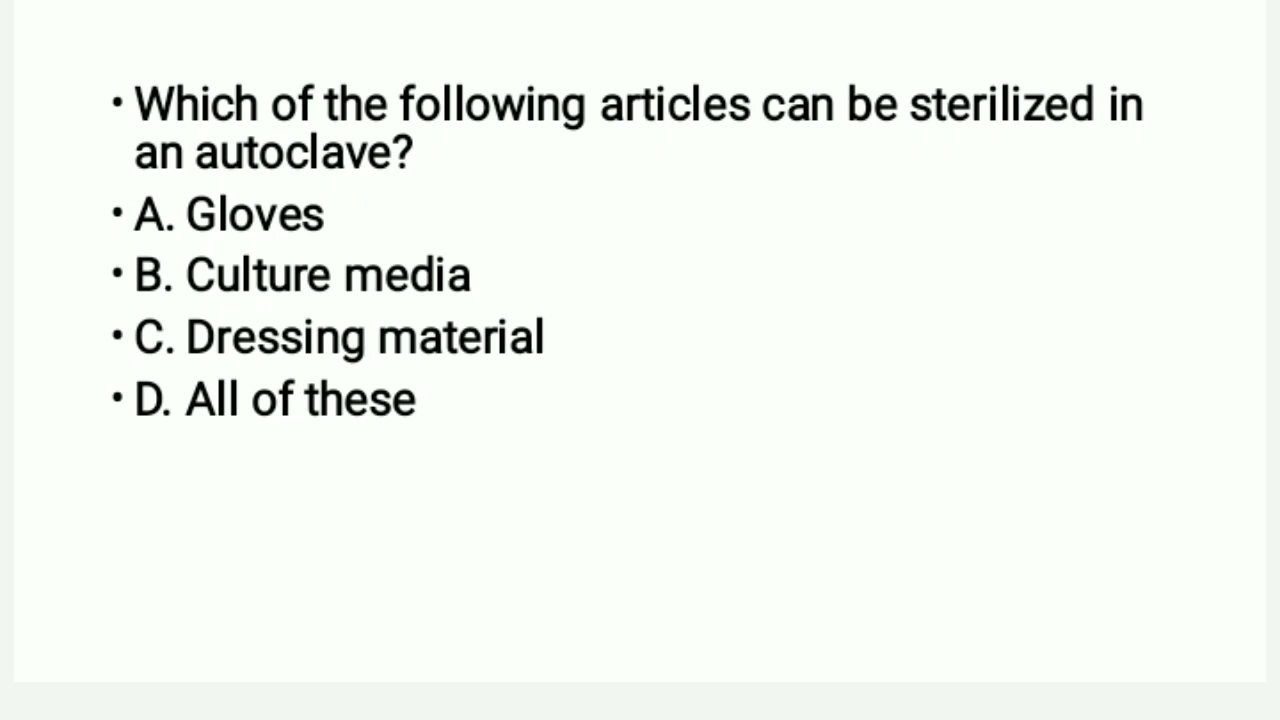 • Which of the following articles can be sterilized in
an autoclave?
• A. Gloves
• B. Culture media
• C. Dressing material
• D. All of these